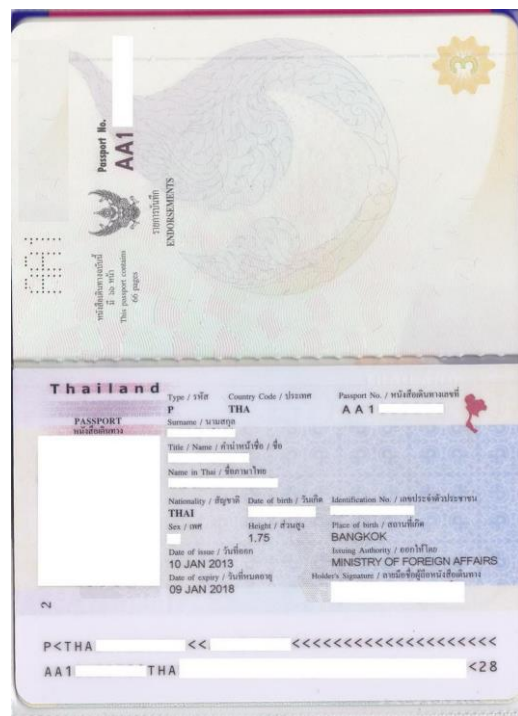 Passport No.
AA1
รายการบันทึก
ENDORSEMENTS
หนังสือเดินทางฉบับนี้
มี ๖๖ หน้า
This passport contains
66 pages
3
Thailand
PASSPORT
หนังสือเดินทาง
Type / รหัส Country Code / ประเทศ Passport No. / หนังสือเดินทางเลขที่
P THA AA1
Surname / นามสกุล
Title / Name / คำนำหน้าชื่อ / ชื่อ
Name in Thai / ชื่อภาษาไทย
Nationality / สัญชาติ Date of birth / วันเกิด Identification No. / เลขประจำตัวประชาชน
THAI
Sex / เพศ Height / ส่วนสูง Place of birth / สถานที่เกิด
1.75 BANGKOK
Date of issue / วันที่ออก Issuing Authority / ออกให้โดย
10 JAN 2013 MINISTRY OF FOREIGN AFFAIRS
Date of expiry / วันที่หมดอายุ Holder's Signature / ลายมือชื่อผู้ถือหนังสือเดินทาง
09 JAN 2018
2
P<THA << <<<<<<<<<<<<<<<<<<<<<
AA1 THA <28